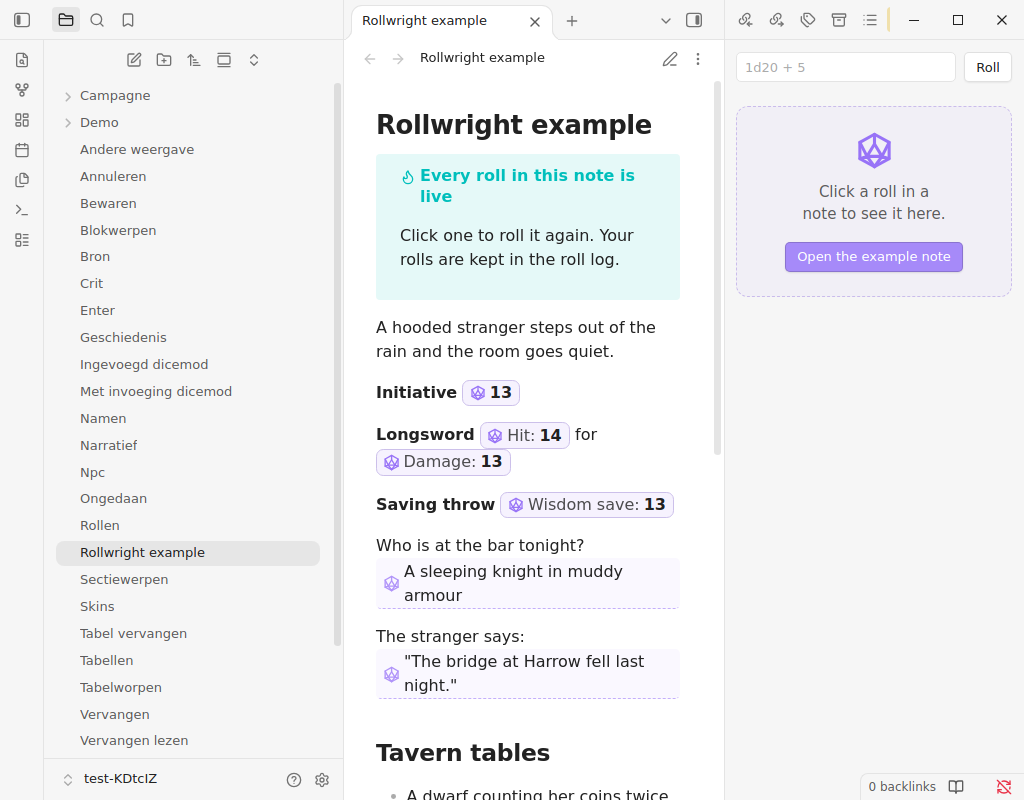 Rollwright example
Rollwright example
1d20 + 5
Roll
Campagne
Demo
Andere weergave
Annuleren
Bewaren
Blokwerpen
Bron
Crit
Enter
Geschiedenis
Ingevoegd dicemod
Met invoeging dicemod
Namen
Narratief
Npc
Ongedaan
Rollen
Rollwright example
Sectiewerpen
Skins
Tabel vervangen
Tabellen
Tabelworpen
Vervangen
Vervangen lezen
test-KDtcIZ
Rollwright example
Every roll in this note is
live
Click one to roll it again. Your
rolls are kept in the roll log.
A hooded stranger steps out of the
rain and the room goes quiet.
Initiative 13
Longsword Hit: 14 for
Damage: 13
Saving throw Wisdom save: 13
Who is at the bar tonight?
A sleeping knight in muddy
armour
The stranger says:
"The bridge at Harrow fell last
night."
Tavern tables
A dwarf counting her coins twice
Click a roll in a
note to see it here.
Open the example note
0 backlinks